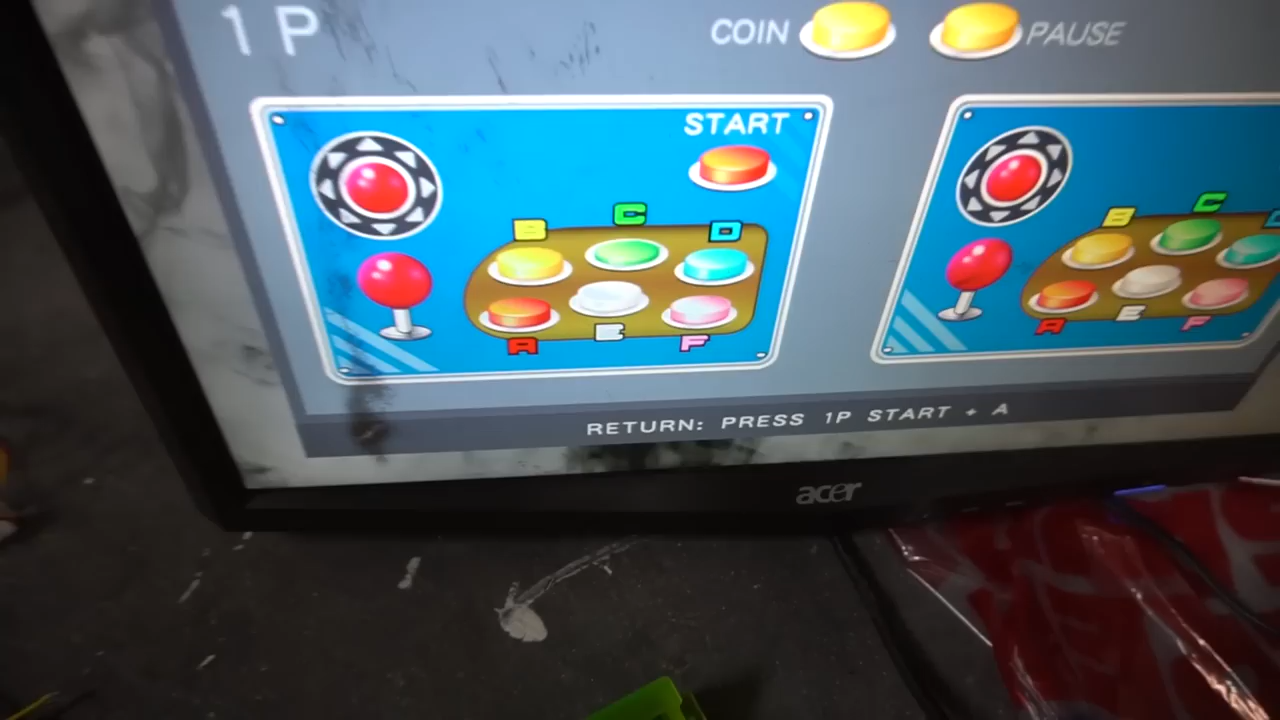 1P
COIN PAUSE
START
B C D
A E F
B C
A E F
RETURN: PRESS 1P START + A
acer